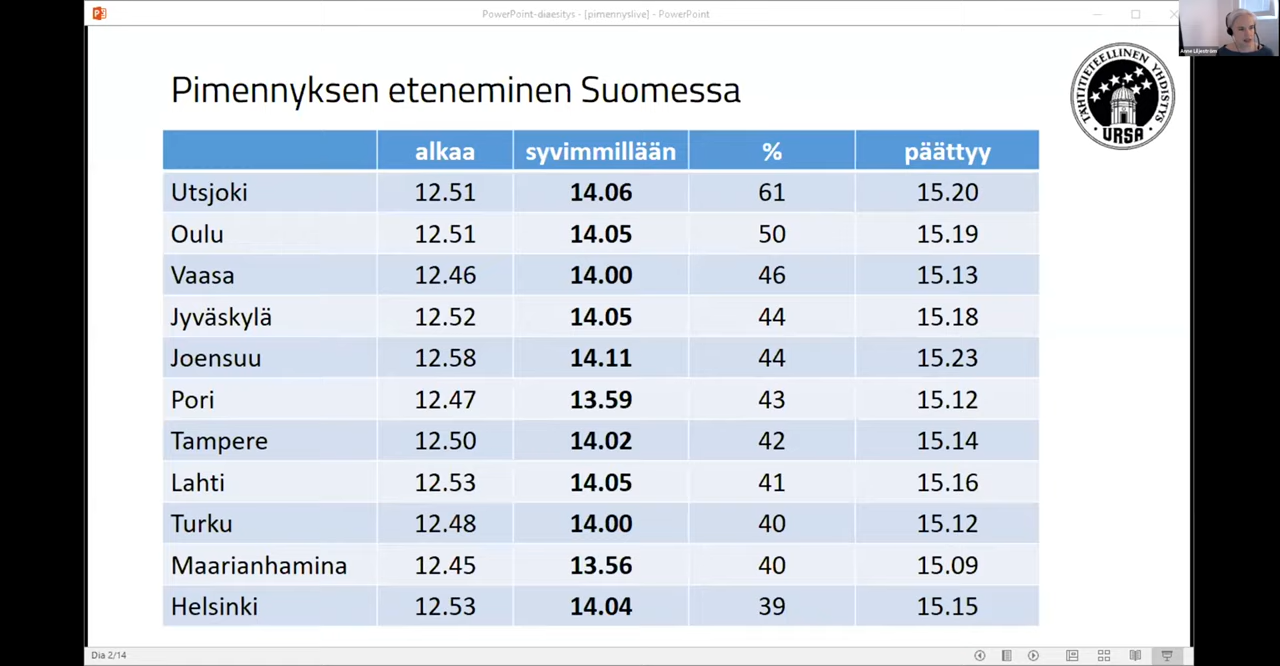 PowerPoint-diaesitys - [pimennyslive] - PowerPoint
Anne Liljeström
TÄHTITIETEELLINEN YHDISTYS
· URSA ·
Pimennyksen eteneminen Suomessa
alkaa syvimmillään % päättyy
Utsjoki 12.51 14.06 61 15.20
Oulu 12.51 14.05 50 15.19
Vaasa 12.46 14.00 46 15.13
Jyväskylä 12.52 14.05 44 15.18
Joensuu 12.58 14.11 44 15.23
Pori 12.47 13.59 43 15.12
Tampere 12.50 14.02 42 15.14
Lahti 12.53 14.05 41 15.16
Turku 12.48 14.00 40 15.12
Maarianhamina 12.45 13.56 40 15.09
Helsinki 12.53 14.04 39 15.15
Dia 2/14